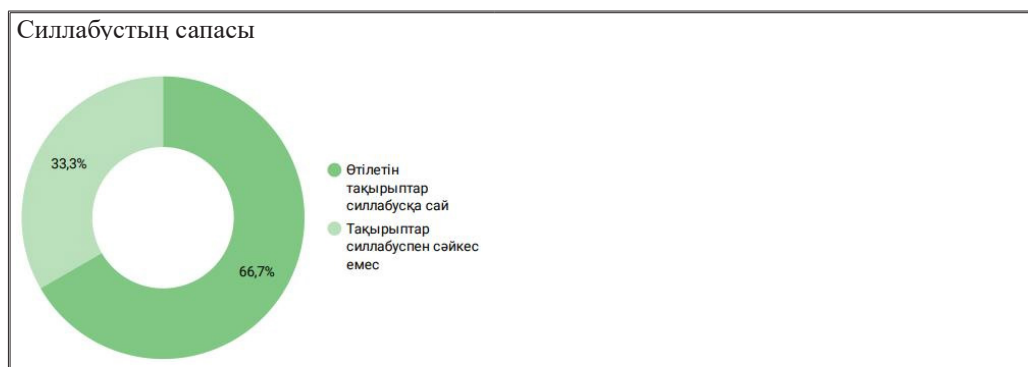 Силлабустың сапасы
33,3%
66,7%
Өтілетін
тақырыптар
силлабусқа сай
Тақырыптар
силлабуспен сәйкес
емес